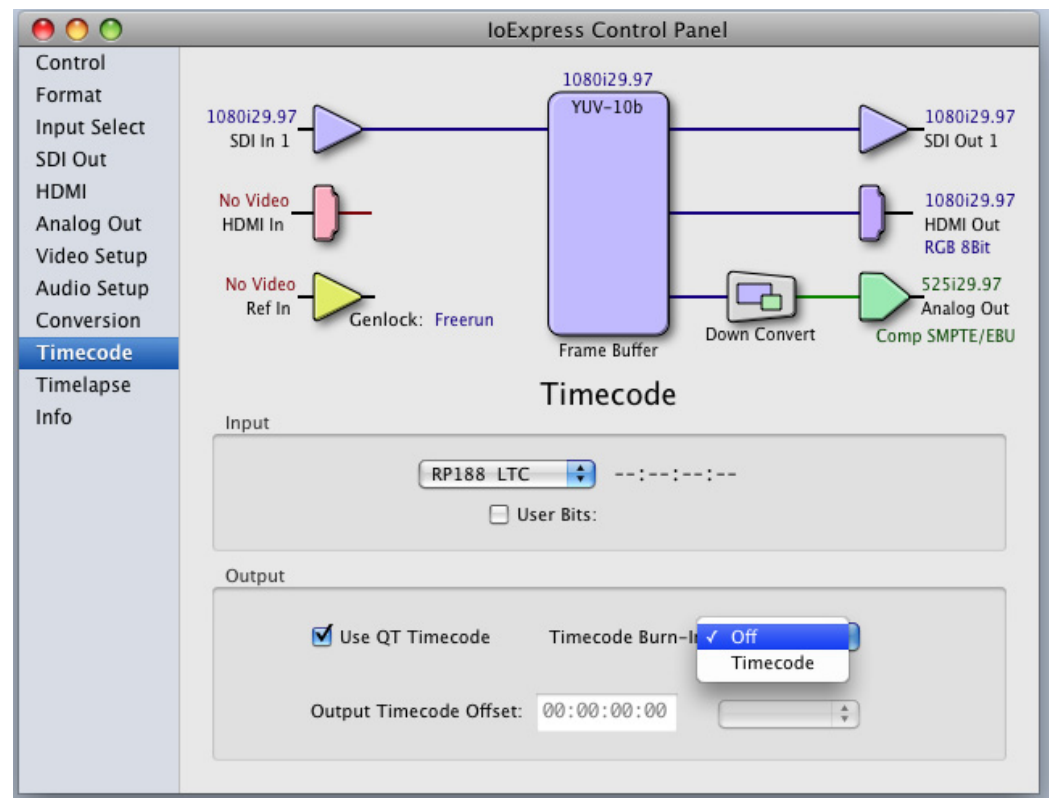 IoExpress Control Panel
Control
Format
Input Select
SDI Out
HDMI
Analog Out
Video Setup
Audio Setup
Conversion
Timecode
Timelapse
Info
1080i29.97
YUV-10b
1080i29.97
SDI In 1
1080i29.97
SDI Out 1
No Video
HDMI In
1080i29.97
HDMI Out
RGB 8Bit
No Video
Ref In
Genlock: Freerun
Frame Buffer
Down Convert
525i29.97
Analog Out
Comp SMPTE/EBU
Timecode
Input
RP188 LTC --:--:--:--
User Bits:
Output
Use QT Timecode
Timecode Burn-I
✓ Off
Timecode
Output Timecode Offset: 00:00:00:00